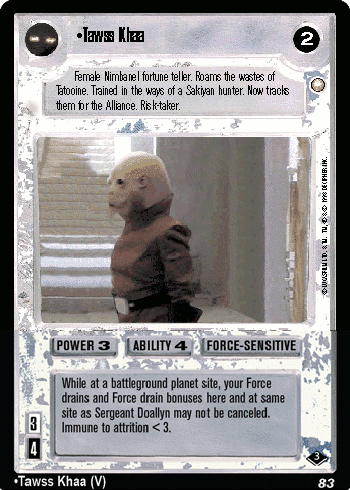 •Tawss Khaa
2
Female Nimbanel fortune teller. Roams the wastes of
Tatooine. Trained in the ways of a Sakiyan hunter. Now tracks
them for the Alliance. Risk-taker.
POWER 3 ABILITY 4 FORCE-SENSITIVE
While at a battleground planet site, your Force
drains and Force drain bonuses here and at same
site as Sergeant Doallyn may not be canceled.
Immune to attrition < 3.
3
4
3
•Tawss Khaa (V)
83